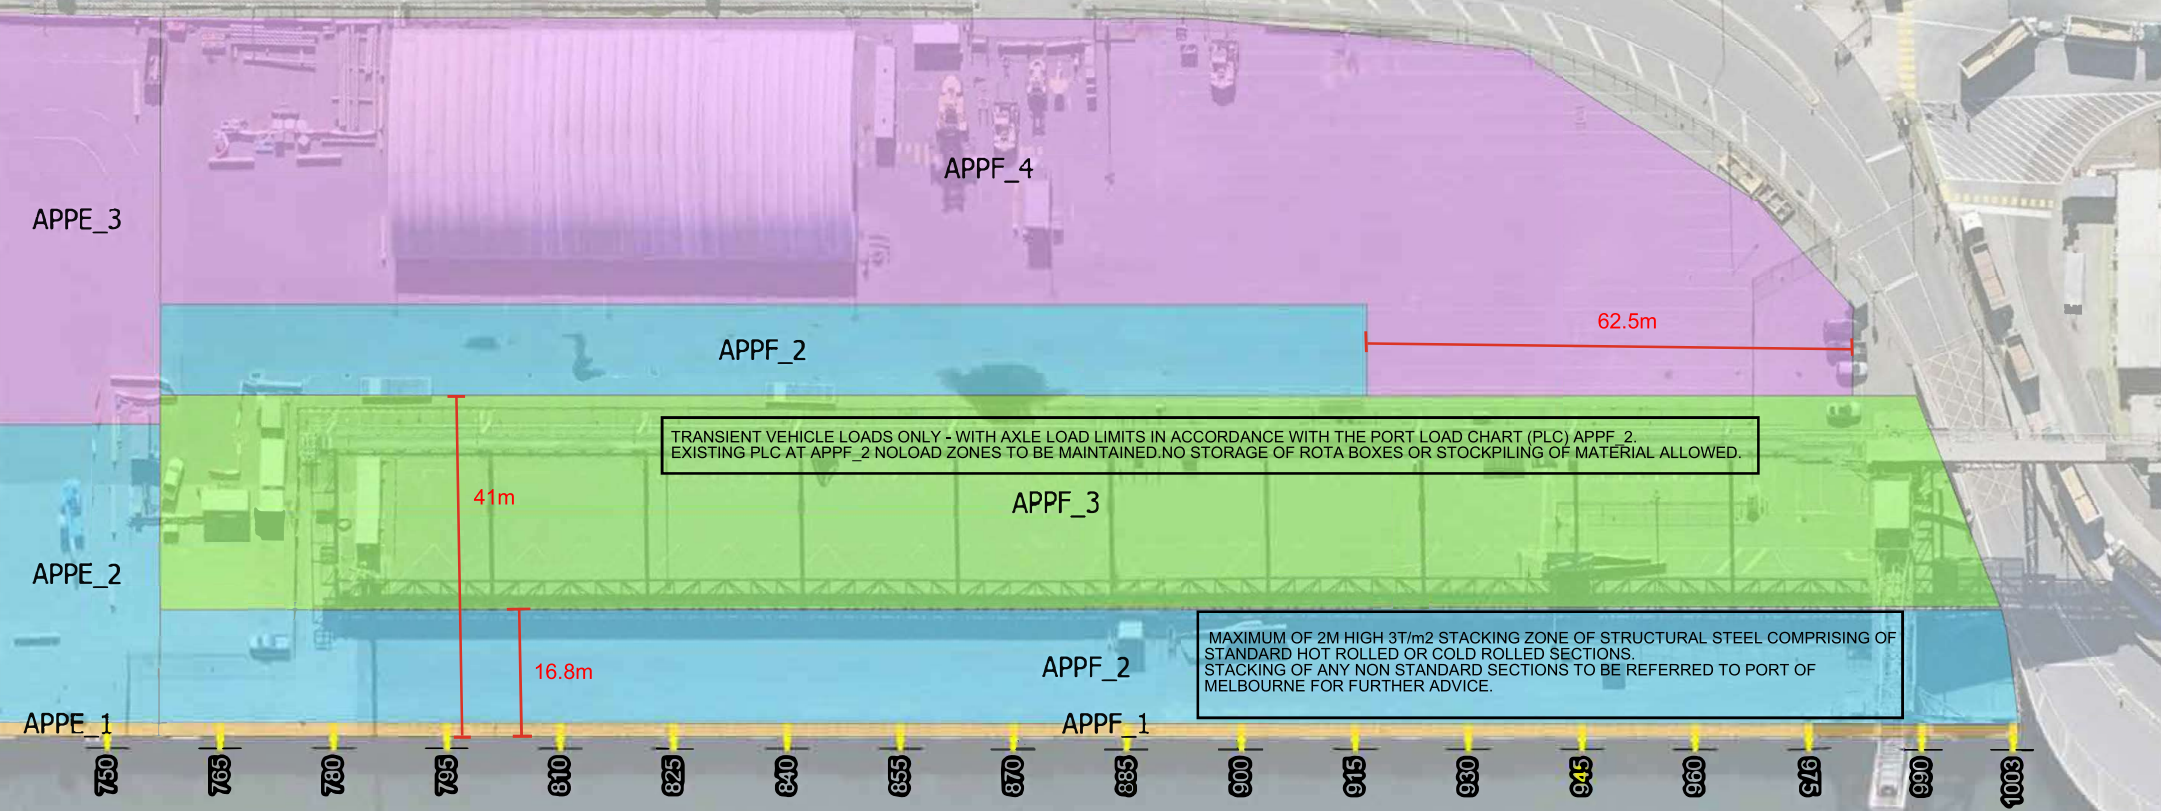 APPF_4
APPE_3
62.5m
APPF_2
TRANSIENT VEHICLE LOADS ONLY - WITH AXLE LOAD LIMITS IN ACCORDANCE WITH THE PORT LOAD CHART (PLC) APPF_2.
EXISTING PLC AT APPF_2 NOLOAD ZONES TO BE MAINTAINED.NO STORAGE OF ROTA BOXES OR STOCKPILING OF MATERIAL ALLOWED.
41m
APPF_3
APPE_2
MAXIMUM OF 2M HIGH 3T/m2 STACKING ZONE OF STRUCTURAL STEEL COMPRISING OF
STANDARD HOT ROLLED OR COLD ROLLED SECTIONS.
STACKING OF ANY NON STANDARD SECTIONS TO BE REFERRED TO PORT OF
MELBOURNE FOR FURTHER ADVICE.
16.8m
APPF_2
APPE_1
APPF_1
750 765 780 795 810 825 840 855 870 885 900 915 930 945 960 976 990 1003